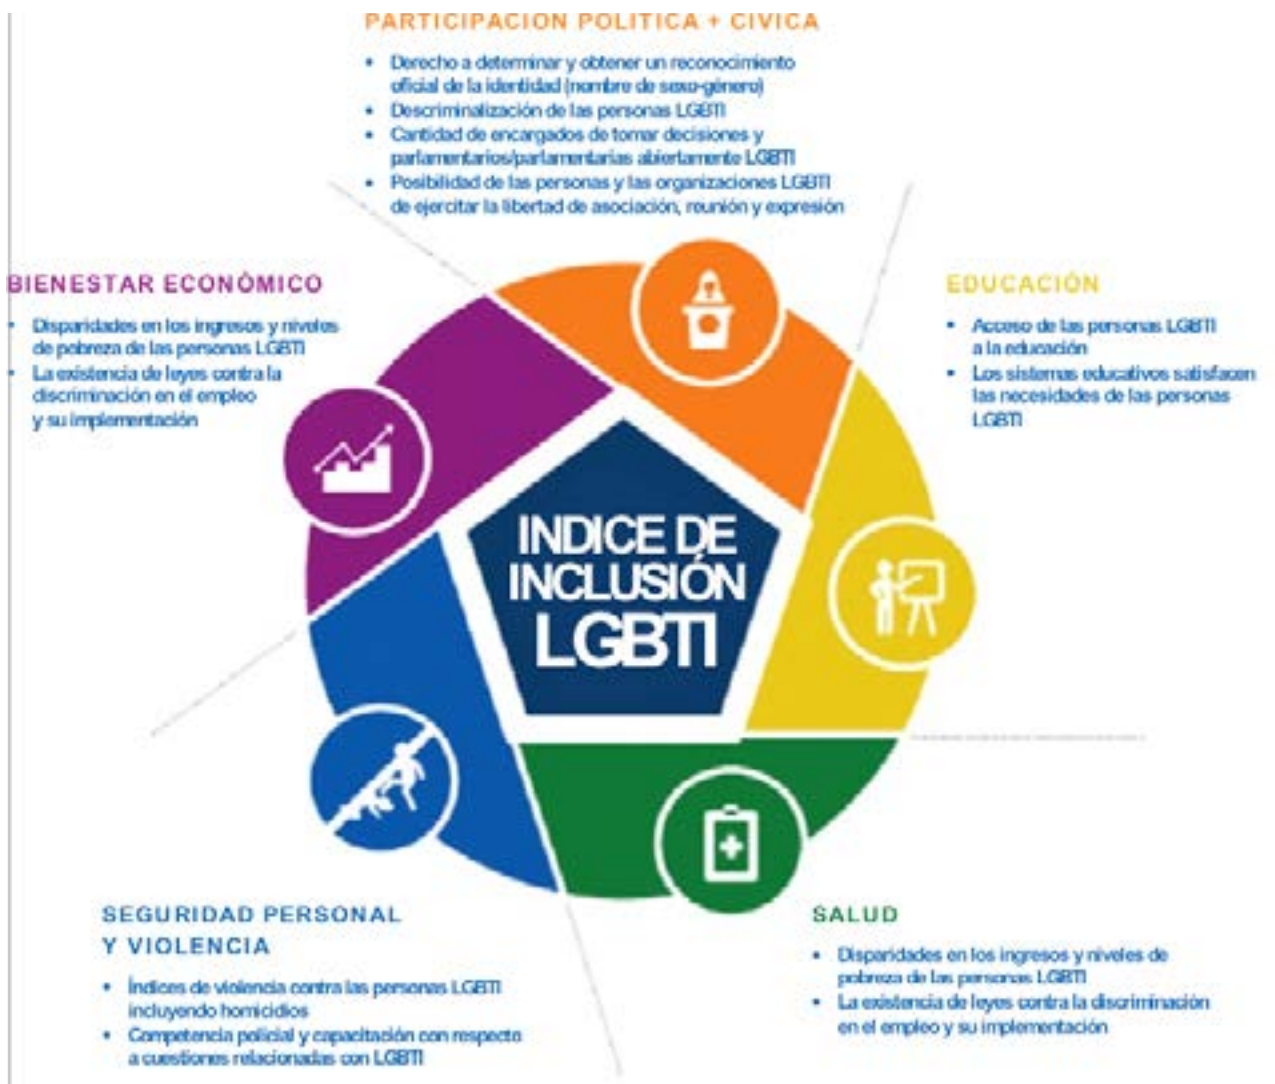 PARTICIPACIÓN POLÍTICA + CÍVICA
• Derecho a determinar y obtener un reconocimiento
oficial de la identidad (nombre de sexo-género)
• Descriminalización de las personas LGBTI
• Cantidad de encargados de tomar decisiones y
parlamentarios/parlamentarias abiertamente LGBTI
• Posibilidad de las personas y las organizaciones LGBTI
de ejercitar la libertad de asociación, reunión y expresión
BIENESTAR ECONÓMICO
• Disparidades en los ingresos y niveles
de pobreza de las personas LGBTI
• La existencia de leyes contra la
discriminación en el empleo
y su implementación
EDUCACIÓN
• Acceso de las personas LGBTI
a la educación
• Los sistemas educativos satisfacen
las necesidades de las personas
LGBTI
INDICE DE
INCLUSIÓN
LGBTI
SEGURIDAD PERSONAL
Y VIOLENCIA
• Índices de violencia contra las personas LGBTI
incluyendo homicidios
• Competencia policial y capacitación con respecto
a cuestiones relacionadas con LGBTI
SALUD
• Disparidades en los ingresos y niveles de
pobreza de las personas LGBTI
• La existencia de leyes contra la discriminación
en el empleo y su implementación